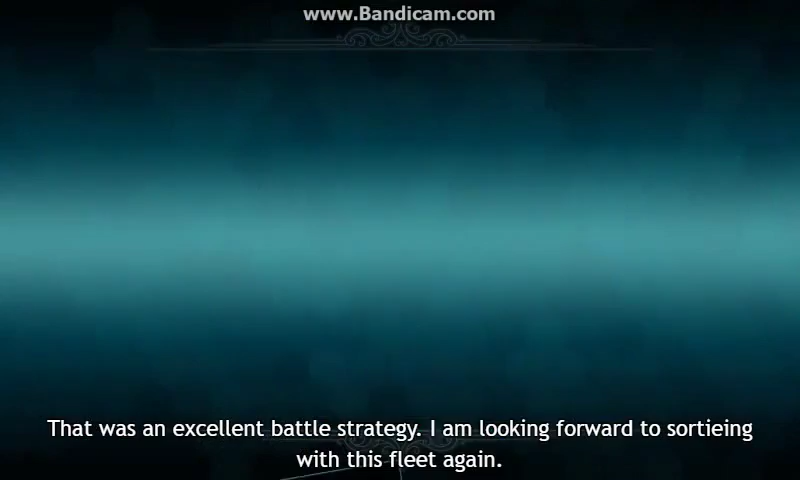 www.Bandicam.com
That was an excellent battle strategy. I am looking forward to sortieing
with this fleet again.